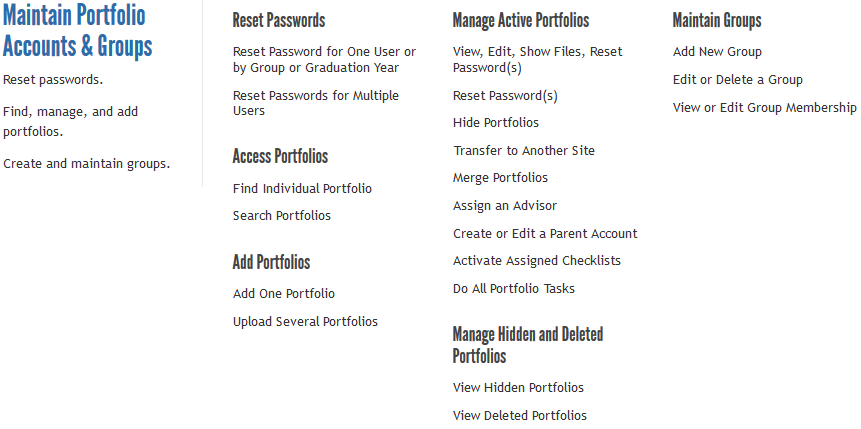 Maintain Portfolio
Accounts & Groups
Reset passwords.
Find, manage, and add
portfolios.
Create and maintain groups.
Reset Passwords
Reset Password for One User or
by Group or Graduation Year
Reset Passwords for Multiple
Users
Access Portfolios
Find Individual Portfolio
Search Portfolios
Add Portfolios
Add One Portfolio
Upload Several Portfolios
Manage Active Portfolios
View, Edit, Show Files, Reset
Password(s)
Reset Password(s)
Hide Portfolios
Transfer to Another Site
Merge Portfolios
Assign an Advisor
Create or Edit a Parent Account
Activate Assigned Checklists
Do All Portfolio Tasks
Manage Hidden and Deleted
Portfolios
View Hidden Portfolios
View Deleted Portfolios
Maintain Groups
Add New Group
Edit or Delete a Group
View or Edit Group Membership